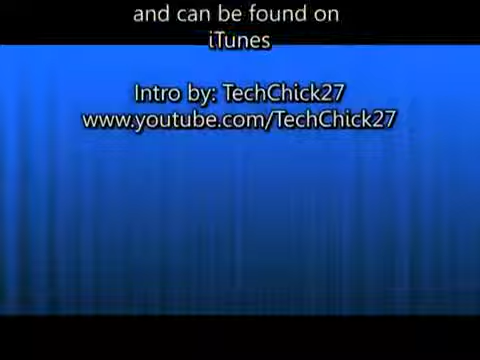 and can be found on
iTunes
Intro by: TechChick27
www.youtube.com/TechChick27